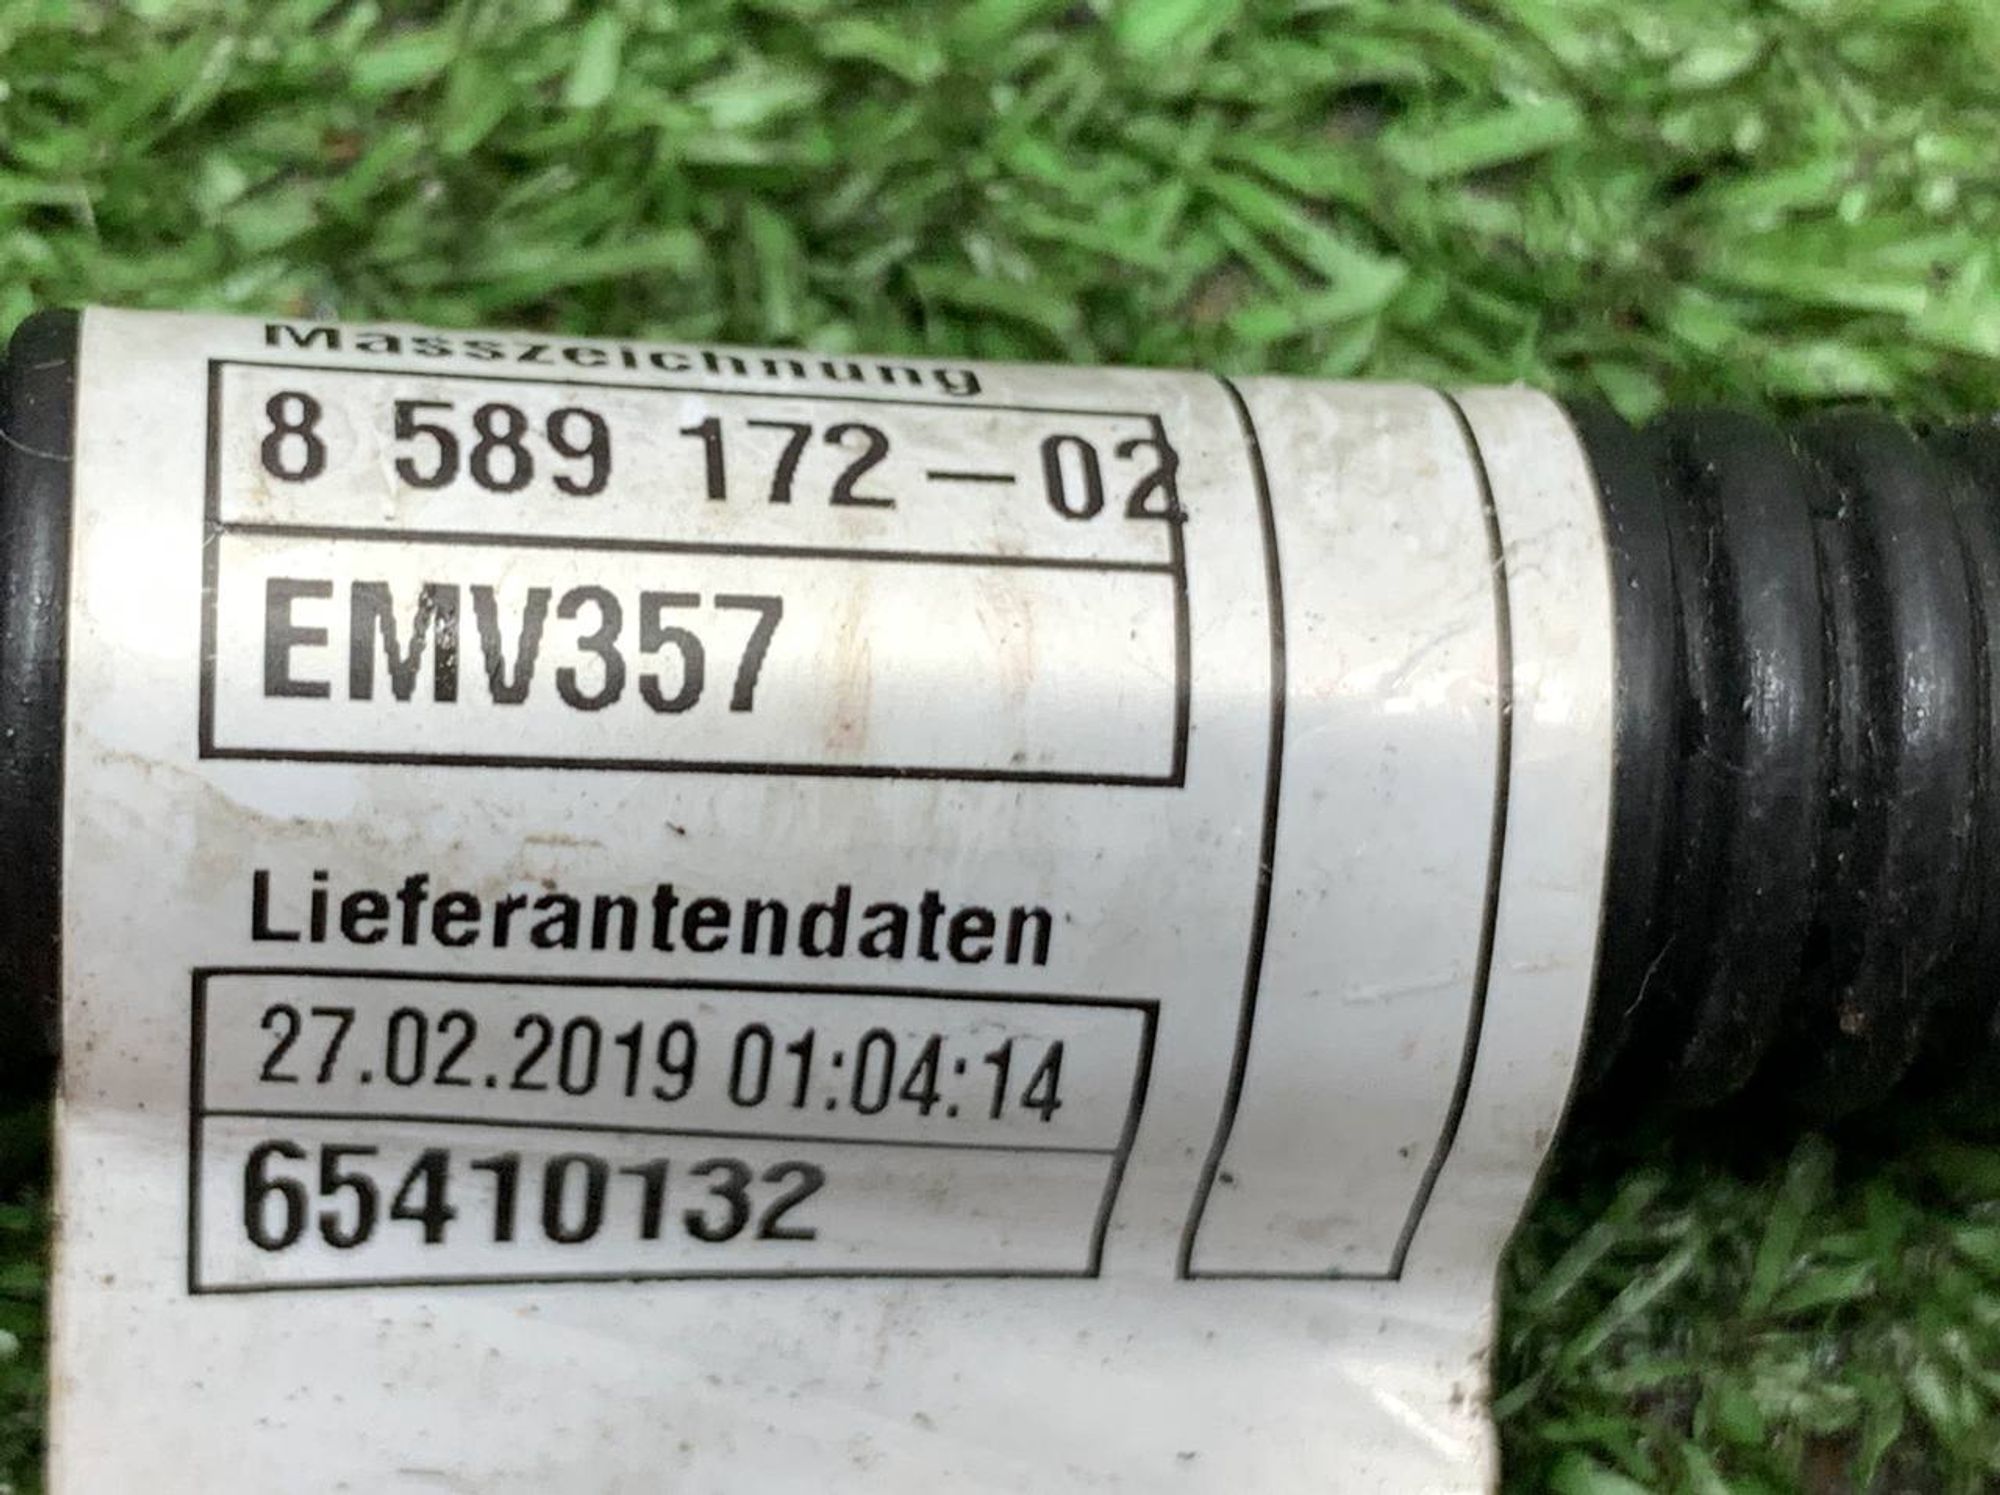 Masszeichnung
8 589 172-02
EMV357
Lieferantendaten
27.02.2019 01:04:14
65410132